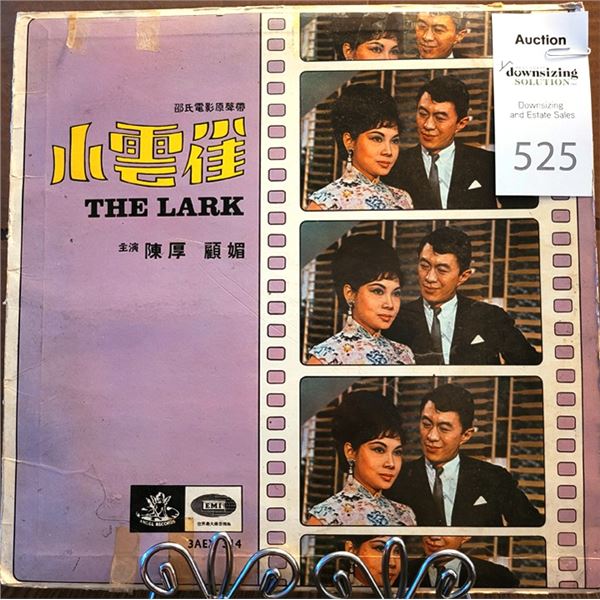 邵氏電影原聲帶
小雲雀
THE LARK
主演 陳厚 顧媚
ANGEL RECORDS
EMI
Auction
downsizing
SOLUTION
Downsizing
and Estate Sales
525